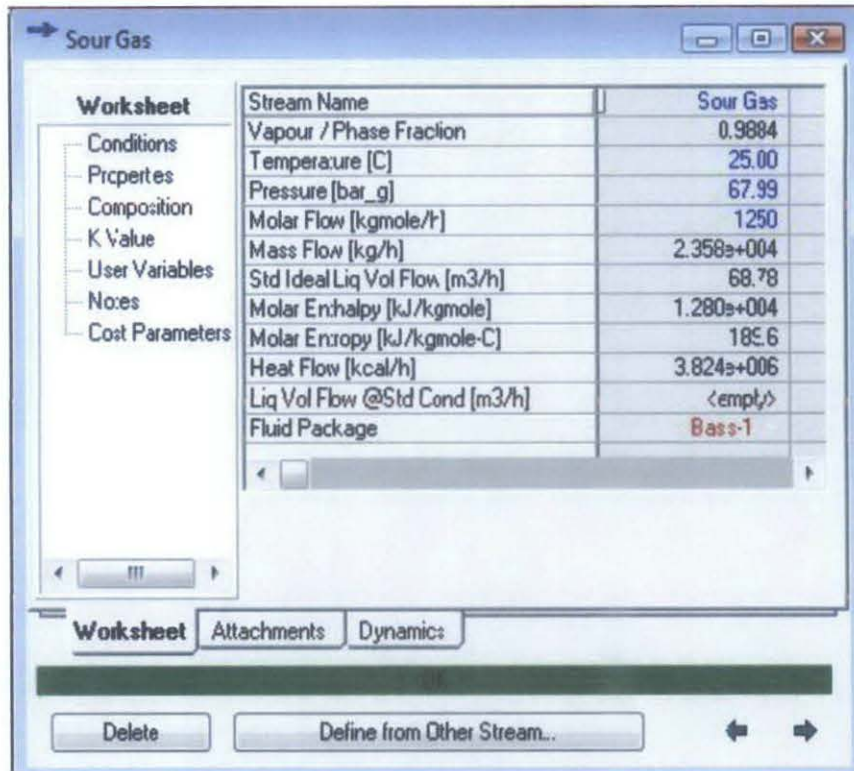 Sour Gas
Worksheet
Conditions
Properties
Composition
K Value
User Variables
Notes
Cost Parameters
Stream Name Sour Gas
Vapour / Phase Fraction 0.9884
Temperature [C] 25.00
Pressure [bar_g] 67.99
Molar Flow [kgmole/h] 1250
Mass Flow [kg/h] 2.358e+004
Std Ideal Liq Vol Flow [m3/h] 68.78
Molar Enthalpy [kJ/kgmole] 1.280e+004
Molar Entropy [kJ/kgmole-C]
Heat Flow [kcal/h] 3.824e+006
Liq Vol Flow @Std Cond [m3/h] <empty>
Fluid Package Bass-1
Worksheet Attachments Dynamics
Delete Define from Other Stream...